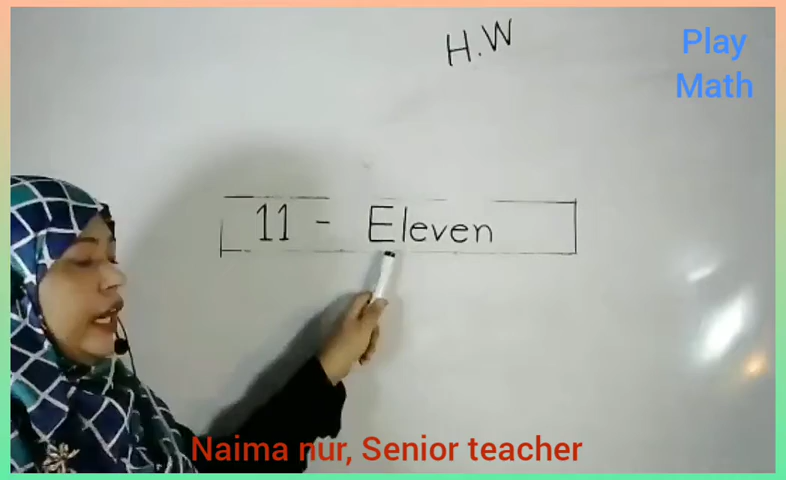 H.W
Play
Math
11 - Eleven
Naima nur, Senior teacher